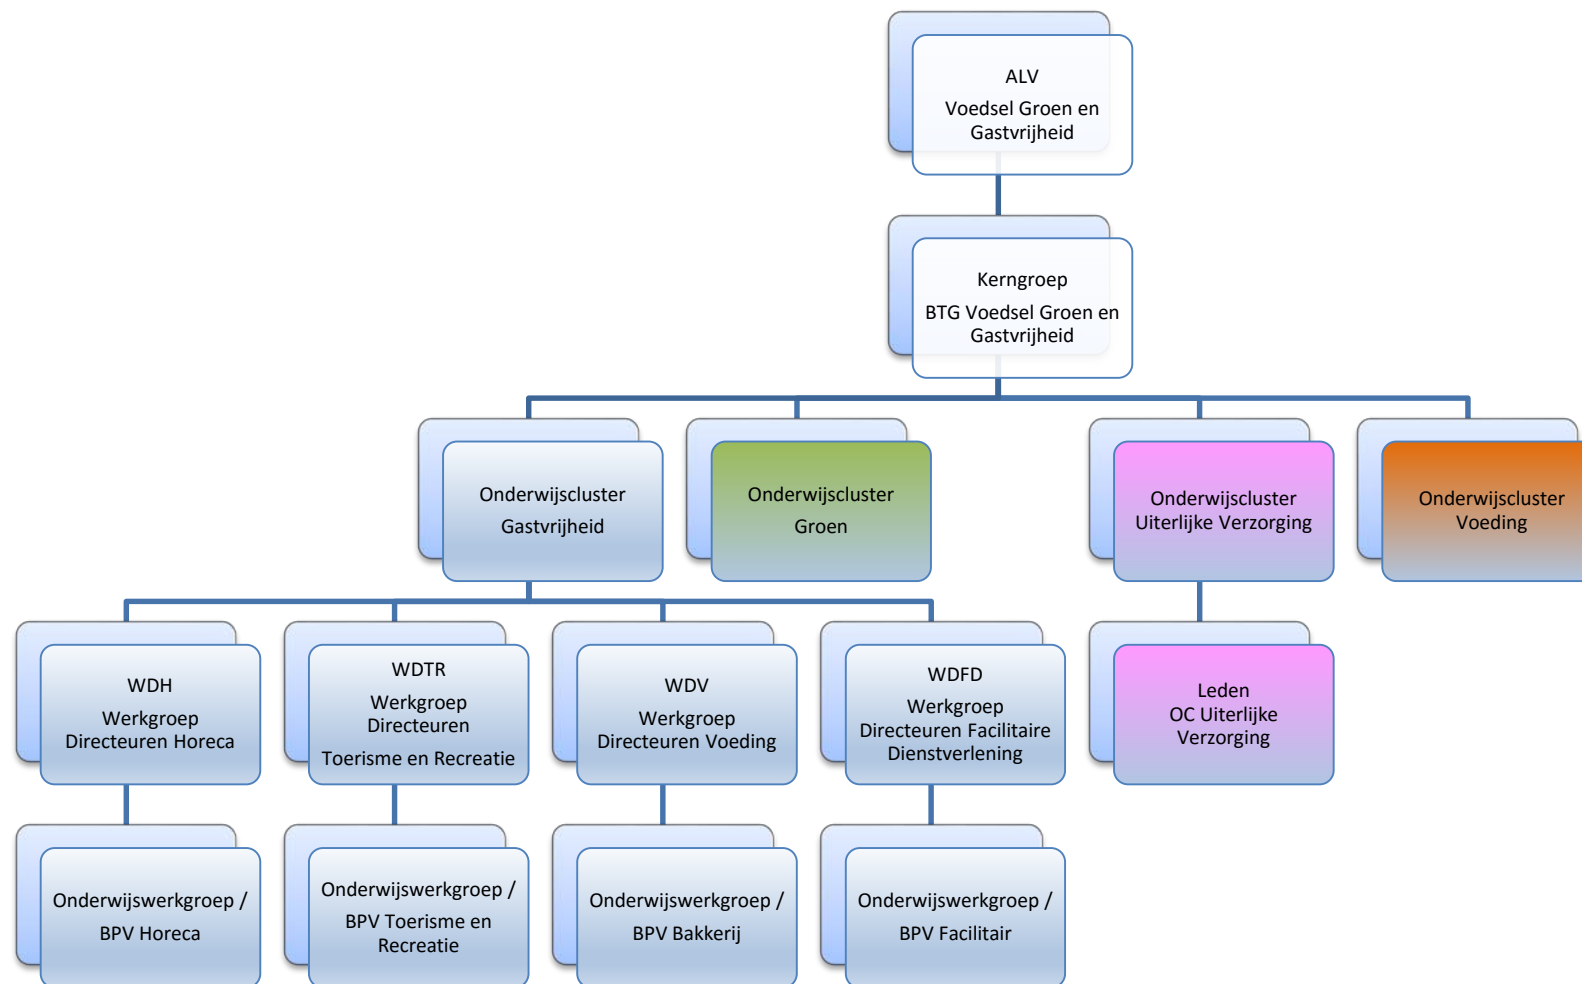 ALV
Voedsel Groen en
Gastvrijheid
Kerngroep
BTG Voedsel Groen en
Gastvrijheid
Onderwijscluster
Gastvrijheid
Onderwijscluster
Groen
Onderwijscluster
Uiterlijke Verzorging
Onderwijscluster
Voeding
WDH
Werkgroep
Directeuren Horeca
WDTR
Werkgroep
Directeuren
Toerisme en Recreatie
WDV
Werkgroep
Directeuren Voeding
WDFD
Werkgroep
Directeuren Facilitaire
Dienstverlening
Leden
OC Uiterlijke
Verzorging
Onderwijswerkgroep /
BPV Horeca
Onderwijswerkgroep /
BPV Toerisme en
Recreatie
Onderwijswerkgroep /
BPV Bakkerij
Onderwijswerkgroep /
BPV Facilitair